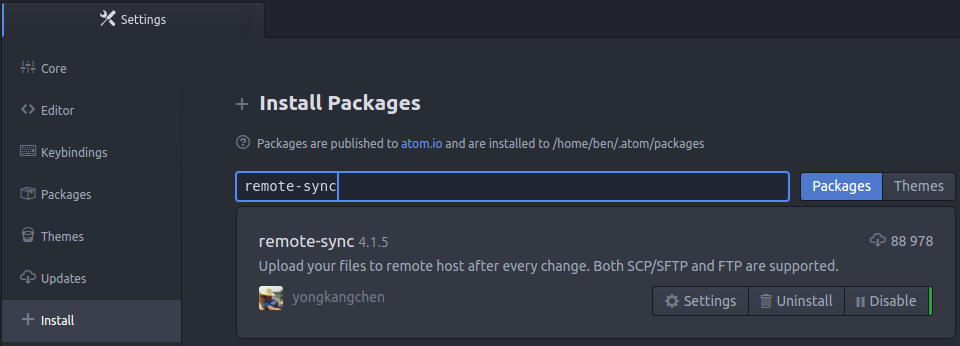 Settings
Core
Editor
Keybindings
Packages
Themes
Updates
Install
Install Packages
Packages are published to atom.io and are installed to /home/ben/.atom/packages
remote-sync
Packages Themes
remote-sync 4.1.5
88 978
Upload your files to remote host after every change. Both SCP/SFTP and FTP are supported.
yongkangchen
Settings Uninstall Disable